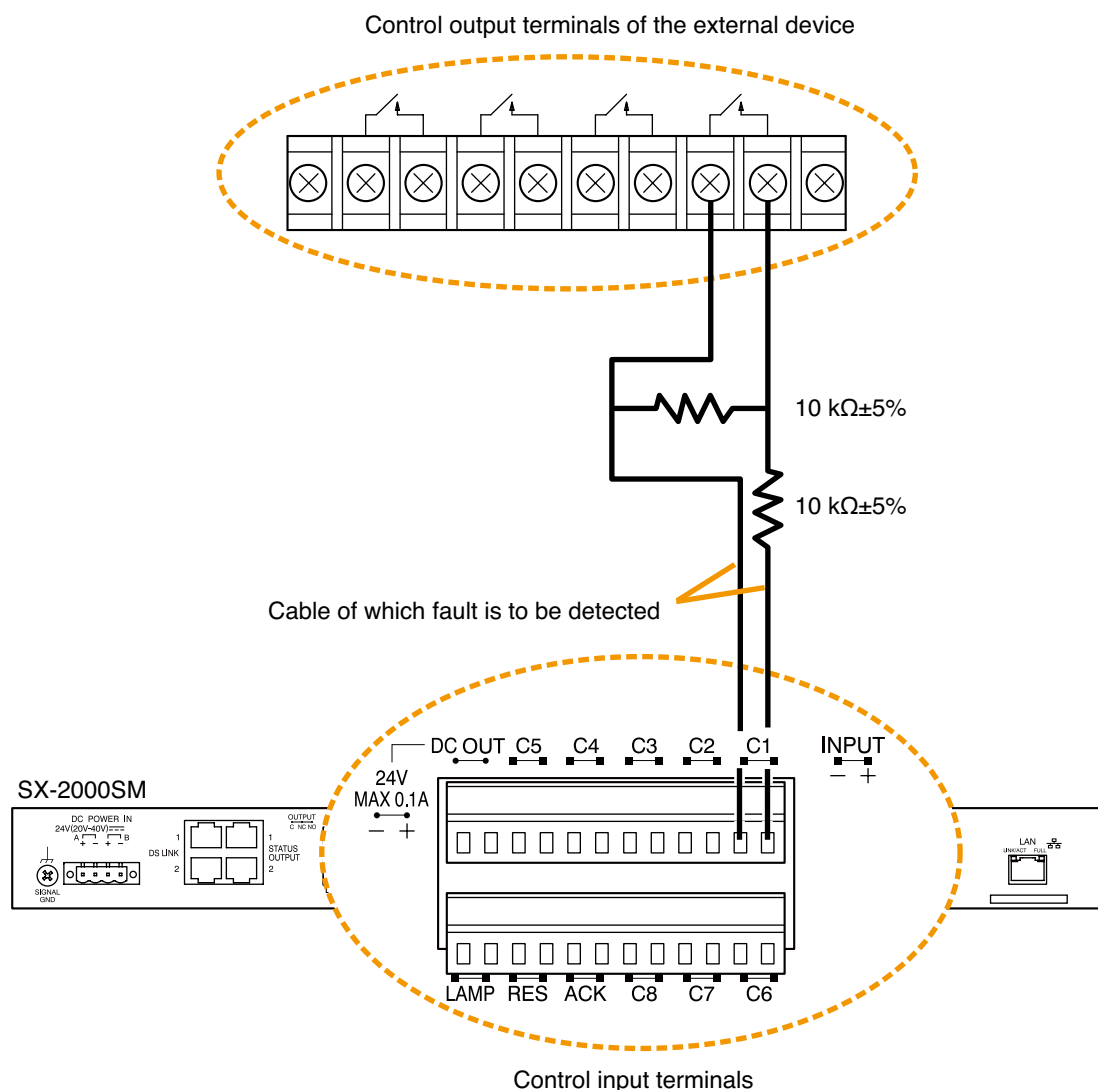 Control output terminals of the external device
10 kΩ±5%
10 kΩ±5%
Cable of which fault is to be detected
DC OUT C5 C4 C3 C2 C1 INPUT
24V
MAX 0.1A
− +
− +
SX-2000SM
DC POWER IN
24V(20V-40V)
A B
+ − + −
SIGNAL
GND
DS LINK
1
2
1
2
STATUS
OUTPUT
OUTPUT
C NC NO
LAN
LINK/ACT FULL
LAMP RES ACK C8 C7 C6
Control input terminals